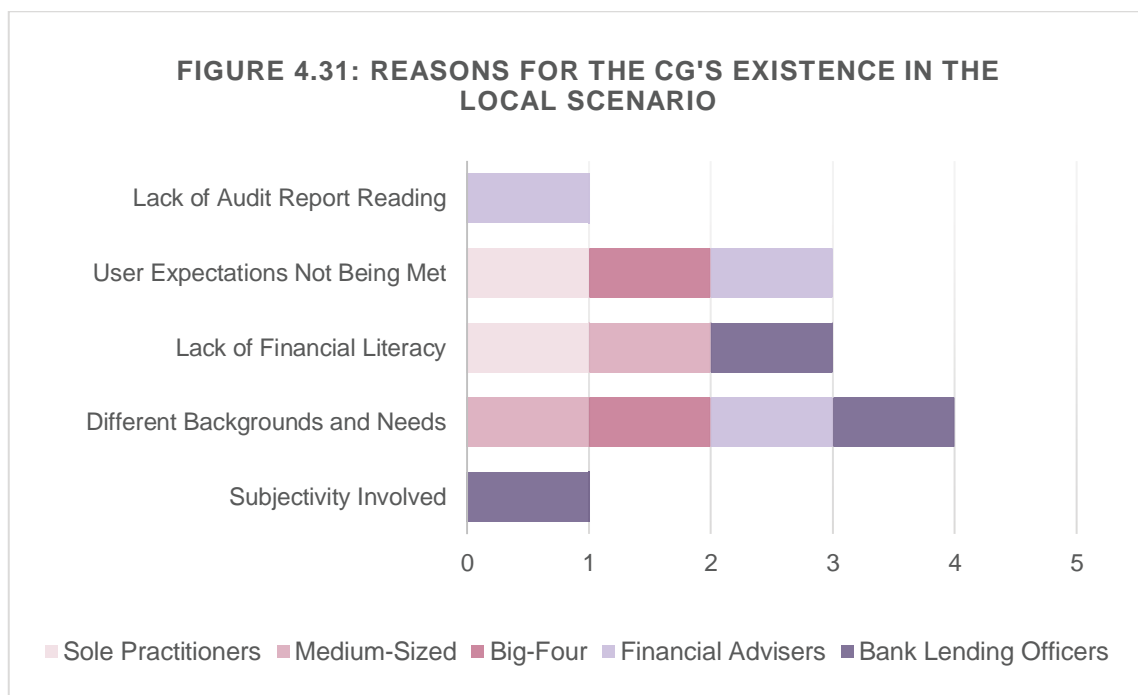 FIGURE 4.31: REASONS FOR THE CG'S EXISTENCE IN THE
LOCAL SCENARIO
Lack of Audit Report Reading
User Expectations Not Being Met
Lack of Financial Literacy
Different Backgrounds and Needs
Subjectivity Involved
0 1 2 3 4 5
Sole Practitioners Medium-Sized Big-Four Financial Advisers Bank Lending Officers